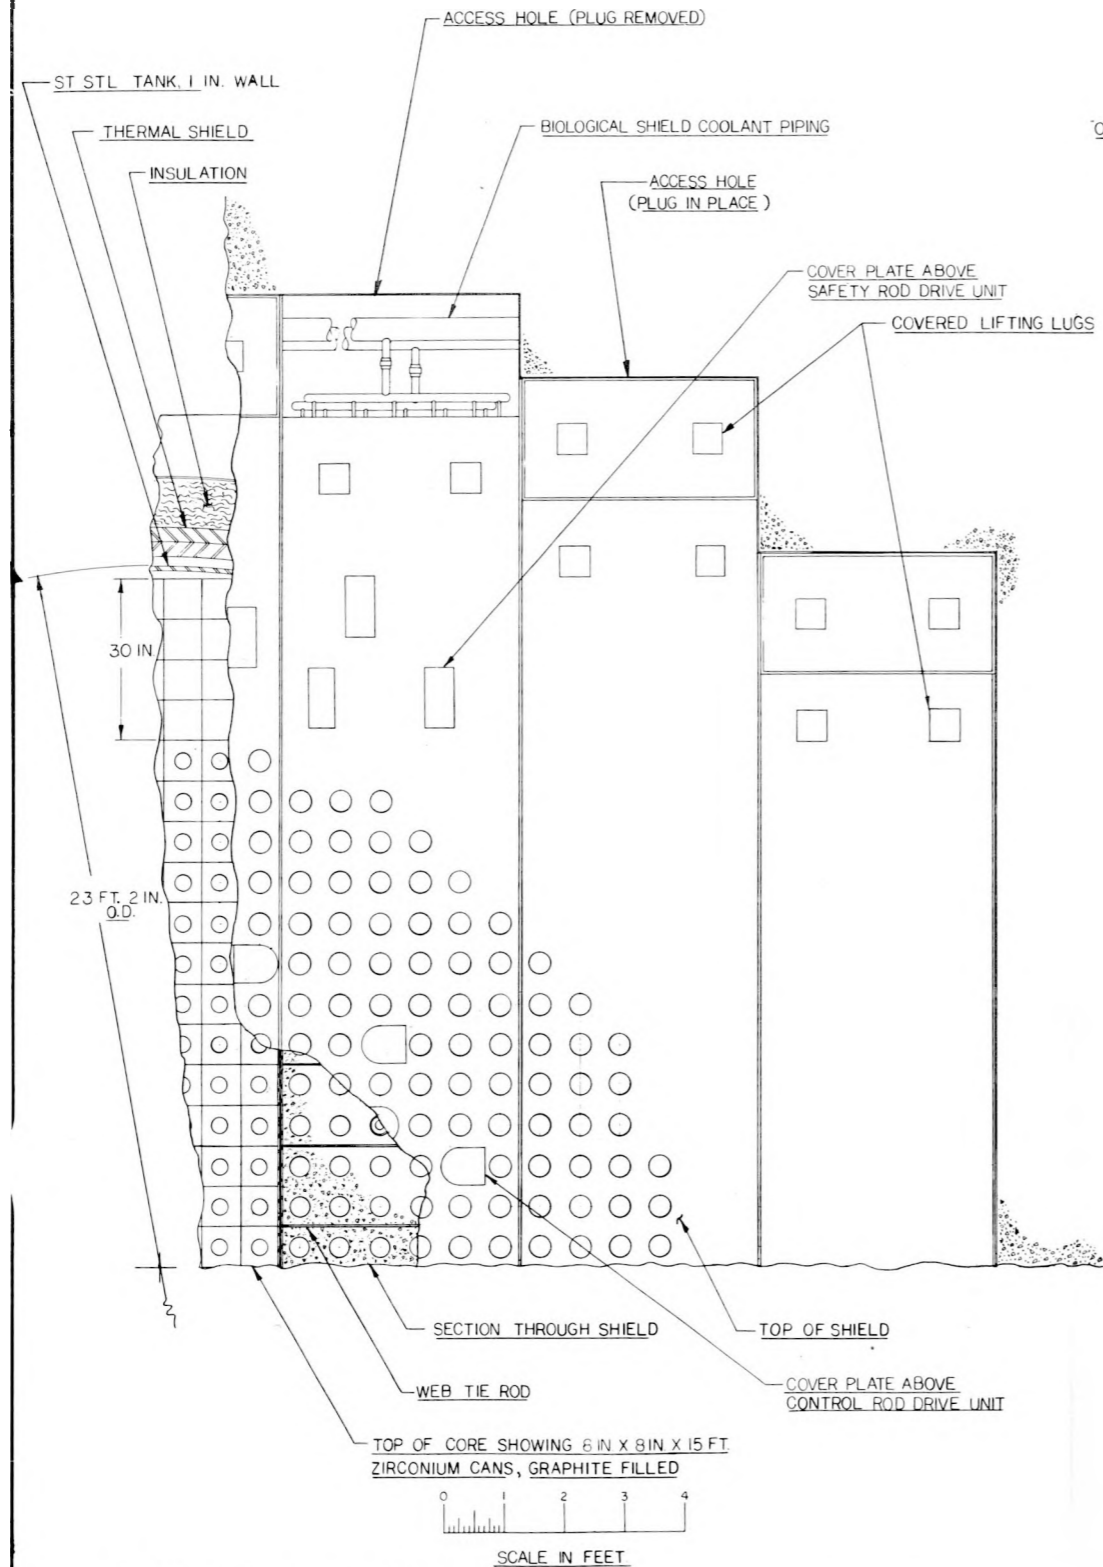 ACCESS HOLE (PLUG REMOVED)
ST STL TANK, 1 IN. WALL
THERMAL SHIELD
BIOLOGICAL SHIELD COOLANT PIPING
INSULATION
ACCESS HOLE
(PLUG IN PLACE)
COVER PLATE ABOVE
SAFETY ROD DRIVE UNIT
COVERED LIFTING LUGS
30 IN.
23 FT. 2 IN.
O.D.
SECTION THROUGH SHIELD
TOP OF SHIELD
WEB TIE ROD
COVER PLATE ABOVE
CONTROL ROD DRIVE UNIT
TOP OF CORE SHOWING 8 IN X 8 IN. X 15 FT.
ZIRCONIUM CANS, GRAPHITE FILLED
0 1 2 3 4
SCALE IN FEET